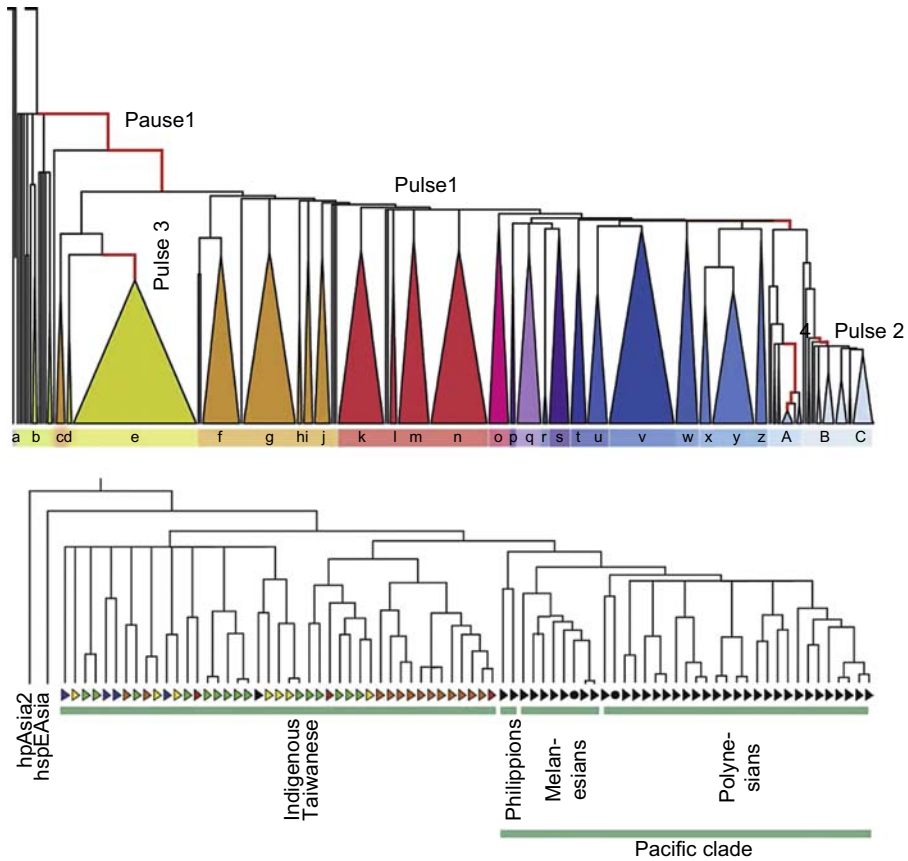 Pause1
Pulse1
Pulse 3
4
Pulse 2
a b cd e f g hi j k l m n o p q r s t u v w x y z A B C
hpAsia2
hspEAsia
Indigenous
Taiwanese
Philippions
Melan-
esians
Polyne-
sians
Pacific clade